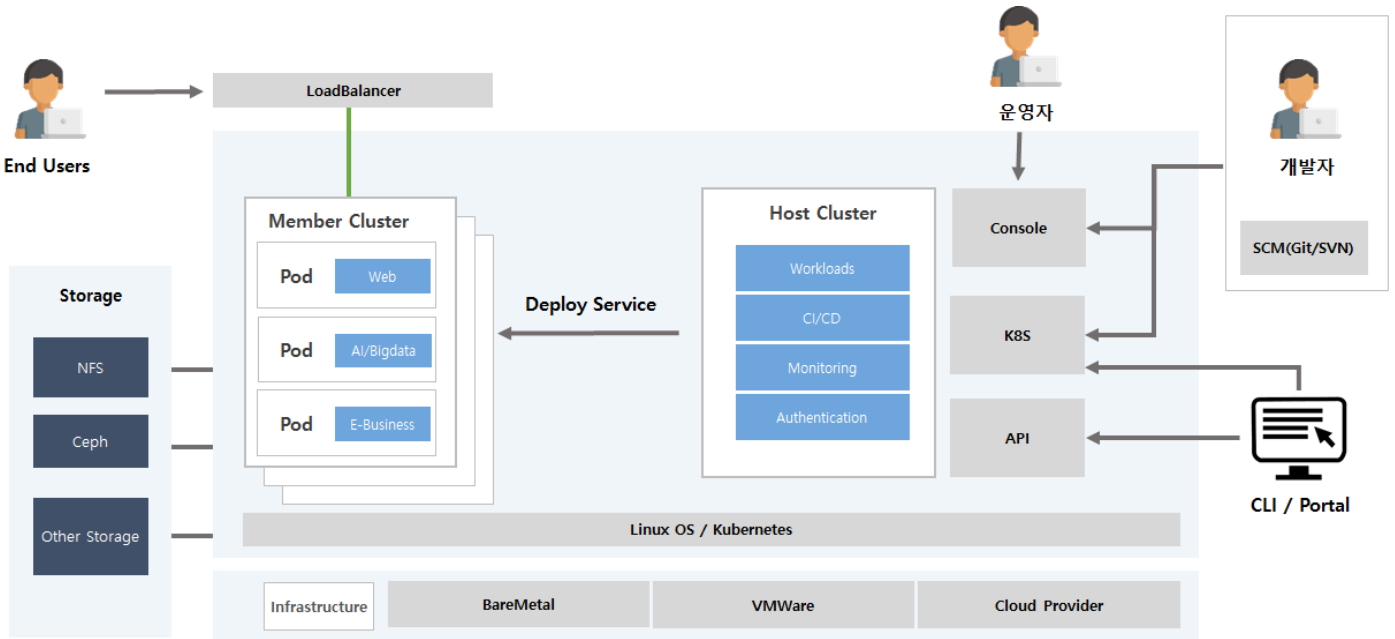 End Users
LoadBalancer
운영자
개발자
SCM(Git/SVN)
Storage
NFS
Ceph
Other Storage
Member Cluster
Pod
Web
Pod
AI/Bigdata
Pod
E-Business
Deploy Service
Host Cluster
Workloads
CI/CD
Monitoring
Authentication
Console
K8S
API
CLI / Portal
Linux OS / Kubernetes
Infrastructure
BareMetal
VMWare
Cloud Provider